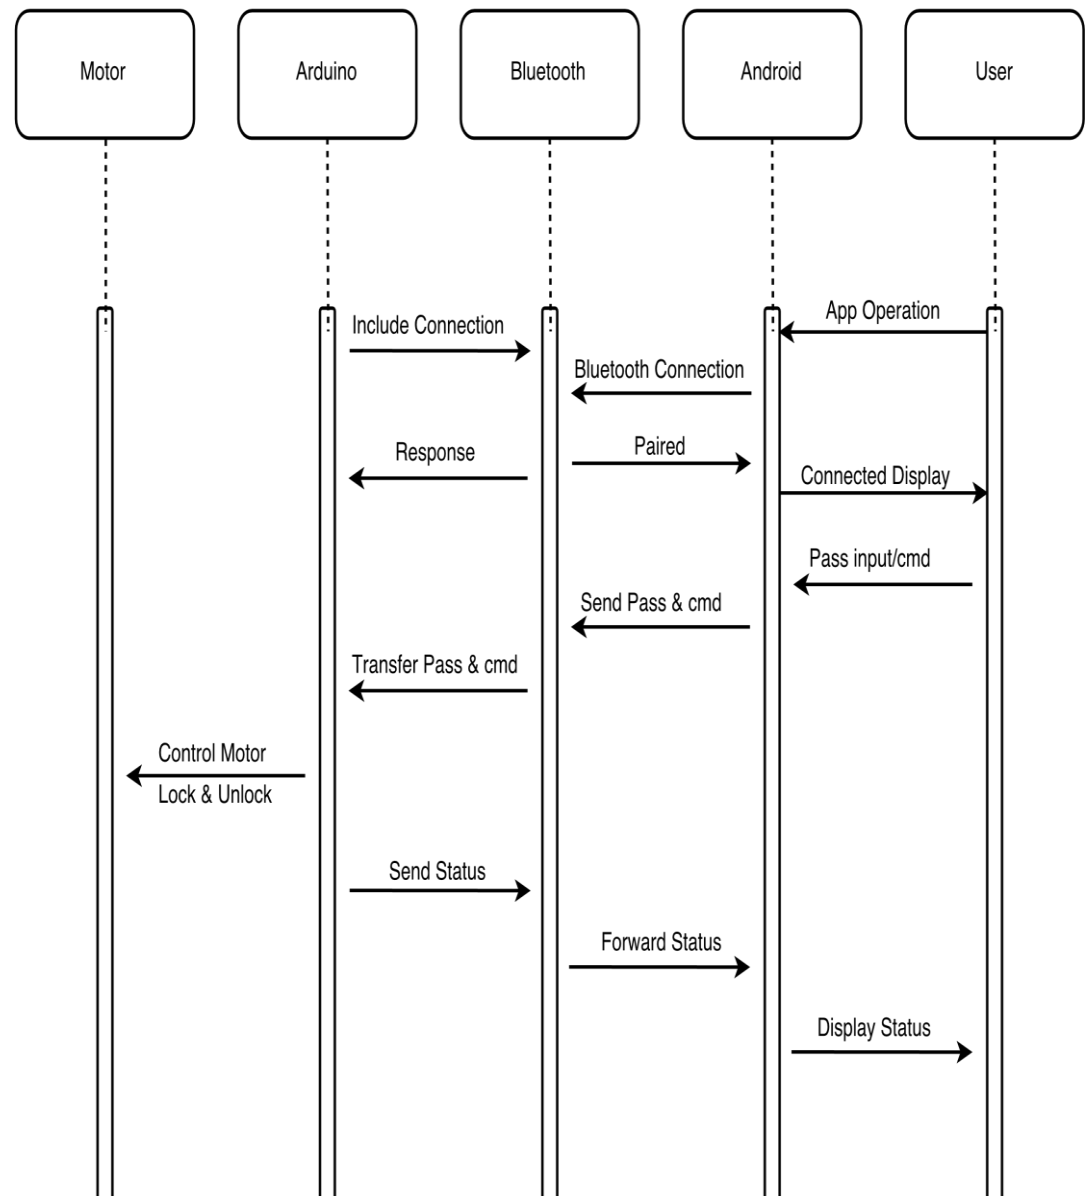 Motor
Arduino
Bluetooth
Android
User
App Operation
Include Connection
Bluetooth Connection
Paired
Response
Connected Display
Pass input/cmd
Send Pass & cmd
Transfer Pass & cmd
Control Motor
Lock & Unlock
Send Status
Forward Status
Display Status